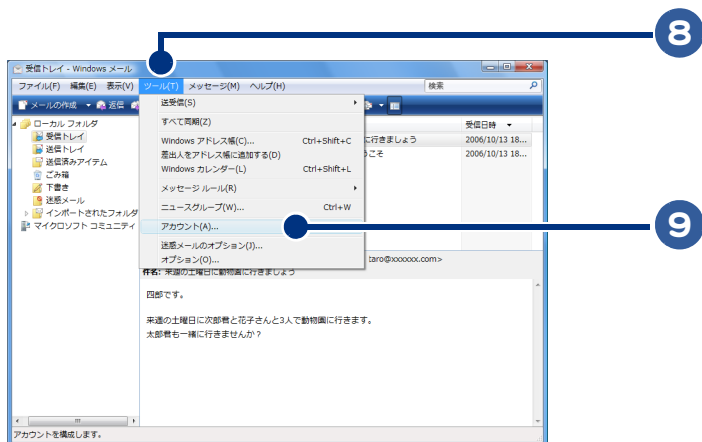 8
受信トレイ - Windows メール
ファイル(F) 編集(E) 表示(V) ツール(T) メッセージ(M) ヘルプ(H) 検索
メールの作成 返信
ローカル フォルダ
受信トレイ
送信トレイ
送信済みアイテム
ごみ箱
下書き
迷惑メール
インポートされたフォルダ
マイクロソフト コミュニティ
送受信(S)
すべて同期(Z)
Windows アドレス帳(C)... Ctrl+Shift+C
差出人をアドレス帳に追加する(D)
Windows カレンダー(L) Ctrl+Shift+L
メッセージ ルール(R)
ニュースグループ(W)... Ctrl+W
アカウント(A)...
迷惑メールのオプション(J)...
オプション(O)...
9
受信日時
に行きましょう 2006/10/13 18...
うこそ 2006/10/13 18...
taro@xxxxxx.com>
件名: 来週の土曜日に動物園に行きましょう
四郎です。
来週の土曜日に次郎君と花子さんと3人で動物園に行きます。
太郎君も一緒に行きませんか?
アカウントを構成します。